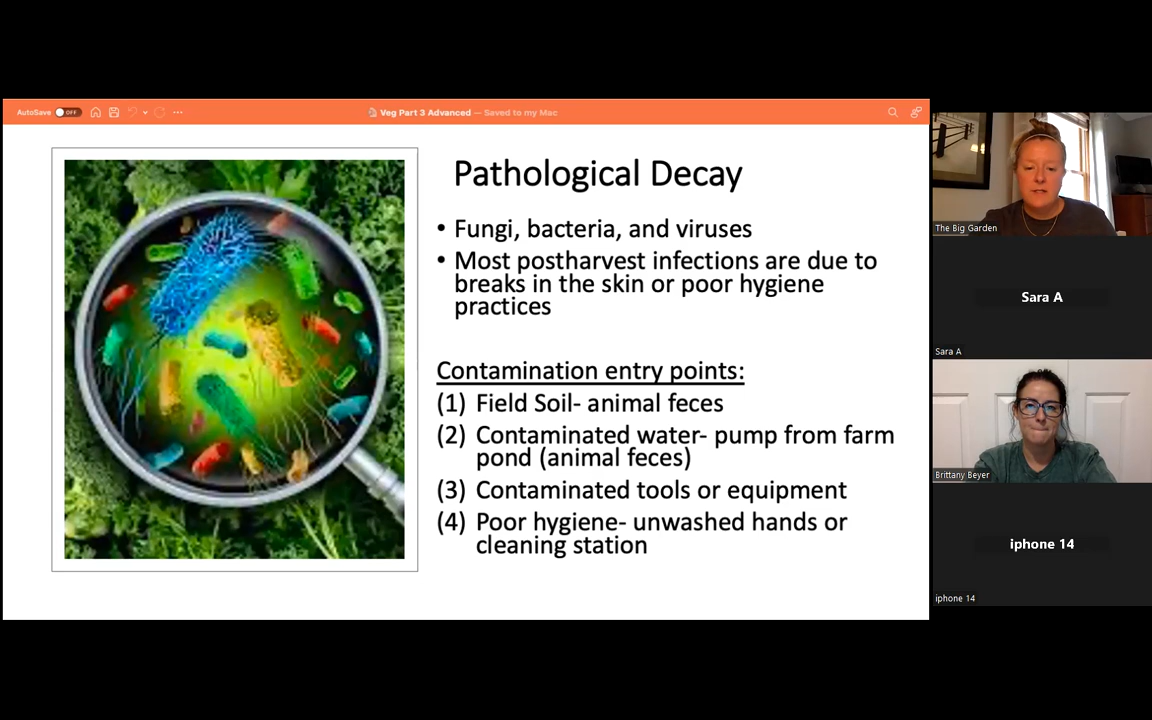 AutoSave OFF
Veg Part 3 Advanced — Saved to my Mac
Pathological Decay
• Fungi, bacteria, and viruses
• Most postharvest infections are due to
breaks in the skin or poor hygiene
practices
Contamination entry points:
(1) Field Soil- animal feces
(2) Contaminated water- pump from farm
pond (animal feces)
(3) Contaminated tools or equipment
(4) Poor hygiene- unwashed hands or
cleaning station
The Big Garden
Sara A
Sara A
Brittany Beyer
iphone 14
iphone 14